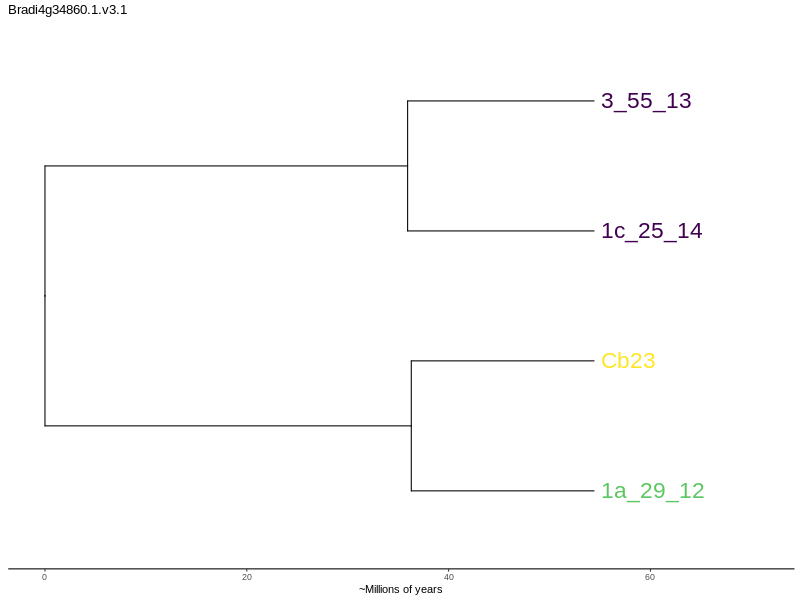 Bradi4g34860.1.v3.1
3_55_13
1c_25_14
Cb23
1a_29_12
0 20 40 60
~Millions of years